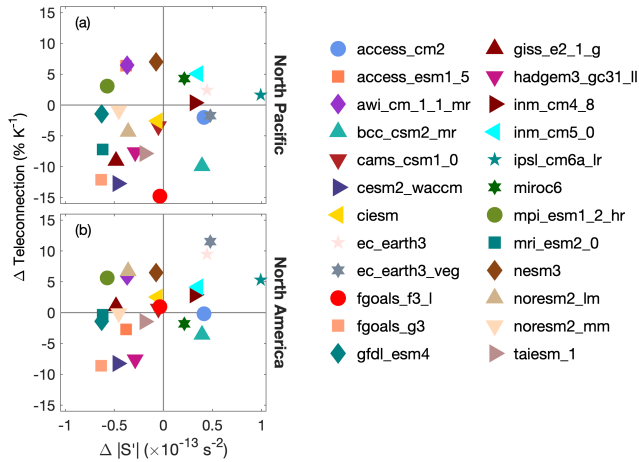 (a)
15
10
5
0
-5
-10
-15
North Pacific
Δ Teleconnection (% K⁻¹)
(b)
15
10
5
0
-5
-10
-15
North America
-1 -0.5 0 0.5 1
Δ |S'| (×10⁻¹³ s⁻²)
access_cm2
access_esm1_5
awi_cm_1_1_mr
bcc_csm2_mr
cams_csm1_0
cesm2_waccm
ciesm
ec_earth3
ec_earth3_veg
fgoals_f3_l
fgoals_g3
gfdl_esm4
giss_e2_1_g
hadgem3_gc31_ll
inm_cm4_8
inm_cm5_0
ipsl_cm6a_lr
miroc6
mpi_esm1_2_hr
mri_esm2_0
nesm3
noresm2_lm
noresm2_mm
taiesm_1